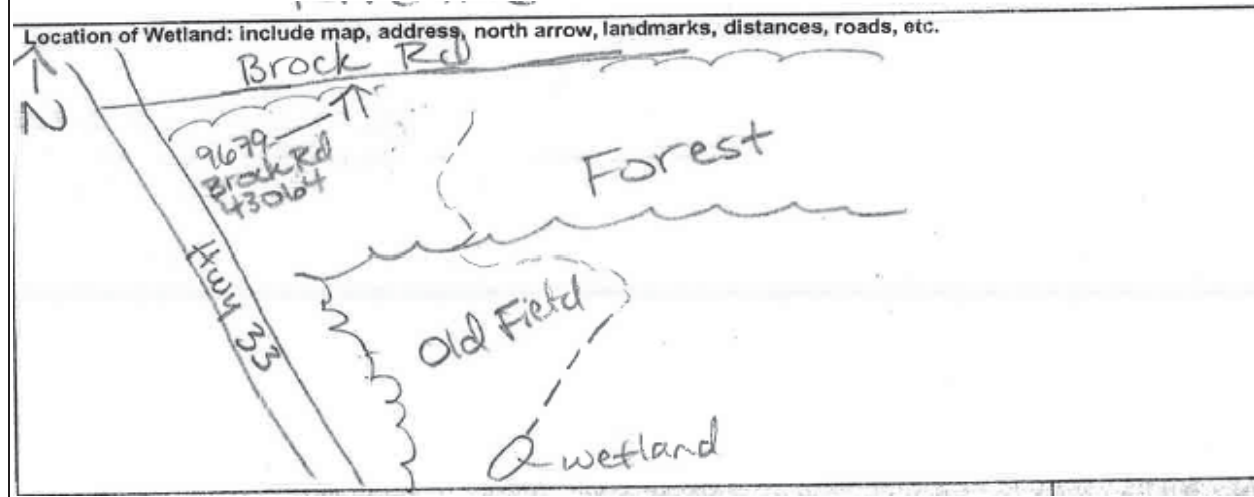 Location of Wetland: include map, address, north arrow, landmarks, distances, roads, etc.
N
Brock Rd
9679
Brock Rd
43064
Forest
Hwy 33
Old Field
wetland